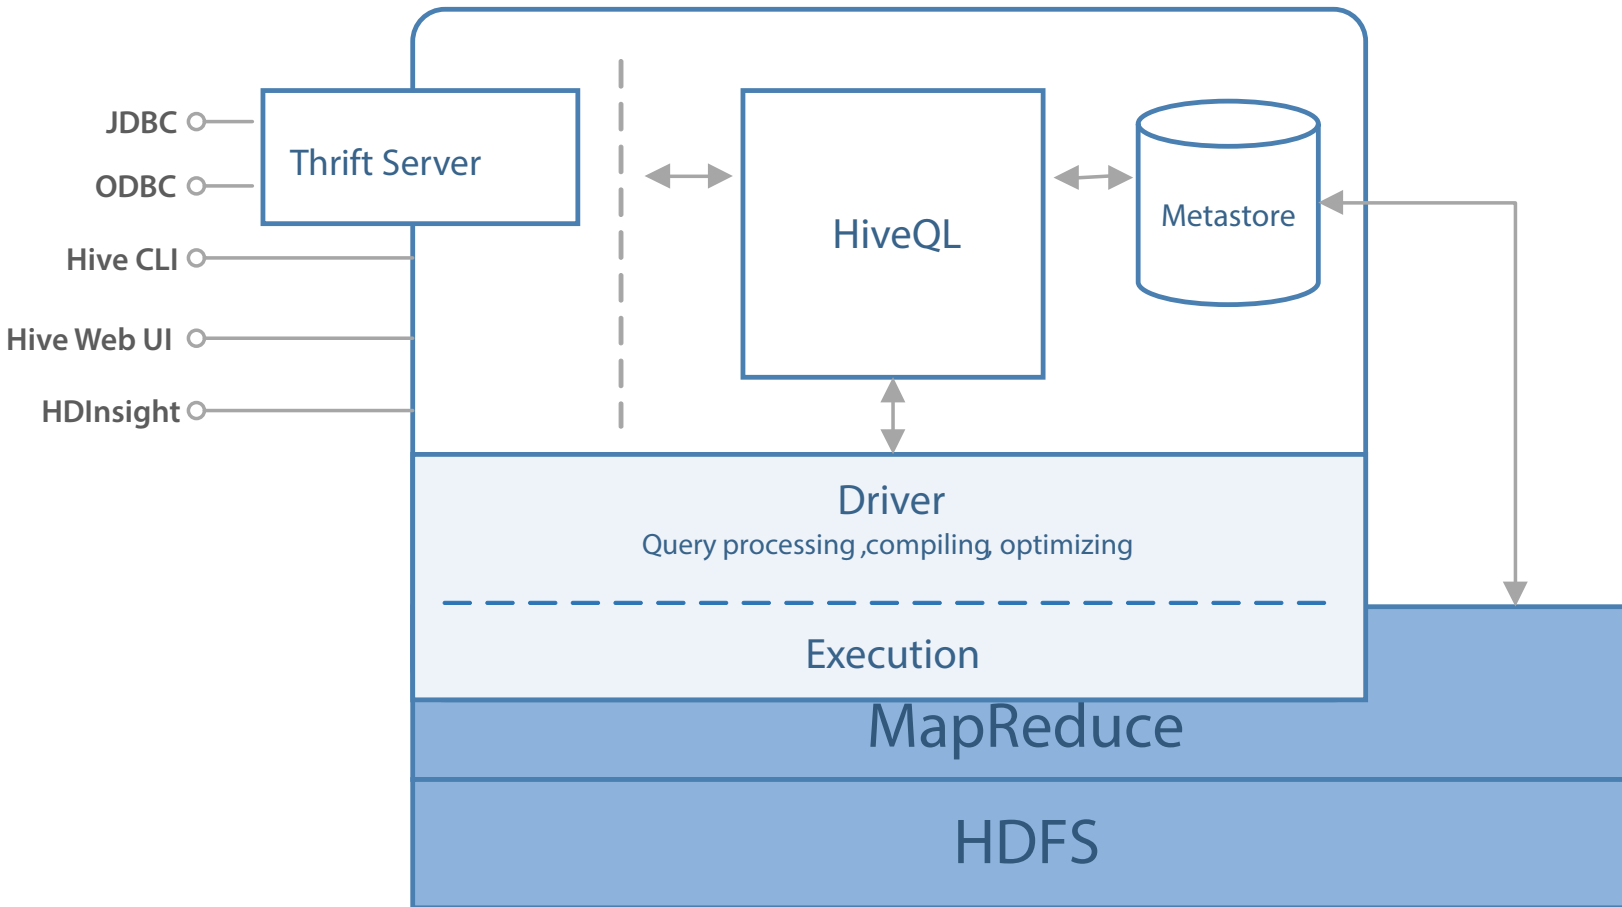 JDBC
ODBC
Hive CLI
Hive Web UI
HDInsight
Thrift Server
HiveQL
Metastore
Driver
Query processing ,compiling, optimizing
Execution
MapReduce
HDFS